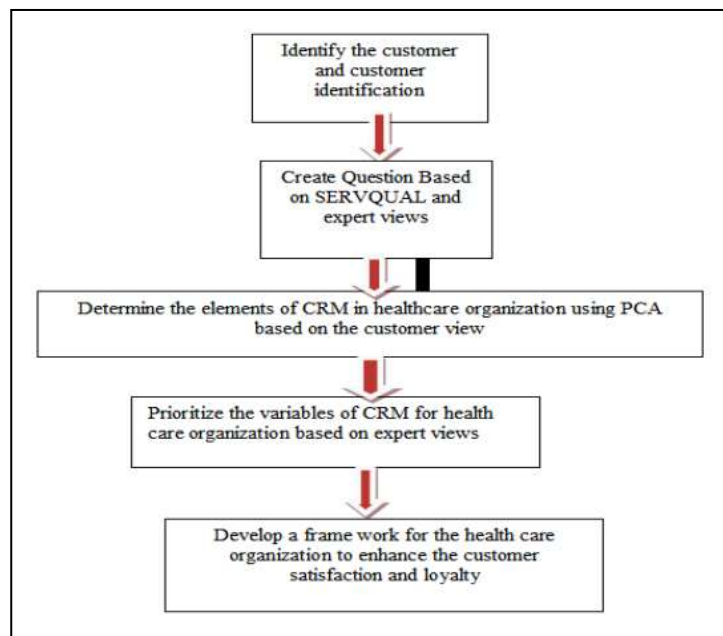 Identify the customer
and customer
identification
Create Question Based
on SERVQUAL and
expert views
Determine the elements of CRM in healthcare organization using PCA
based on the customer view
Prioritize the variables of CRM for health
care organization based on expert views
Develop a frame work for the health care
organization to enhance the customer
satisfaction and loyalty